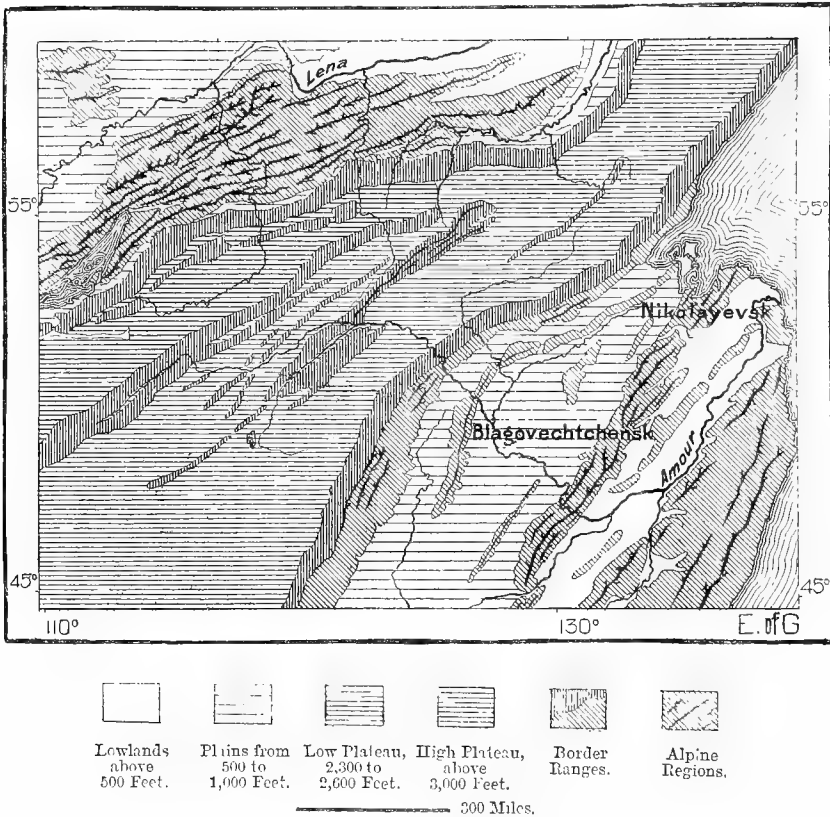 Lena
55°
55°
Nikolayevsk
Blagovechtchensk
Amour
45°
45°
110°
130°
E. of G
Lowlands
above
500 Feet.
Plains from
500 to
1,000 Feet.
Low Plateau,
2,300 to
2,600 Feet.
High Plateau,
above
3,000 Feet.
Border
Ranges.
Alpine
Regions.
300 Miles.